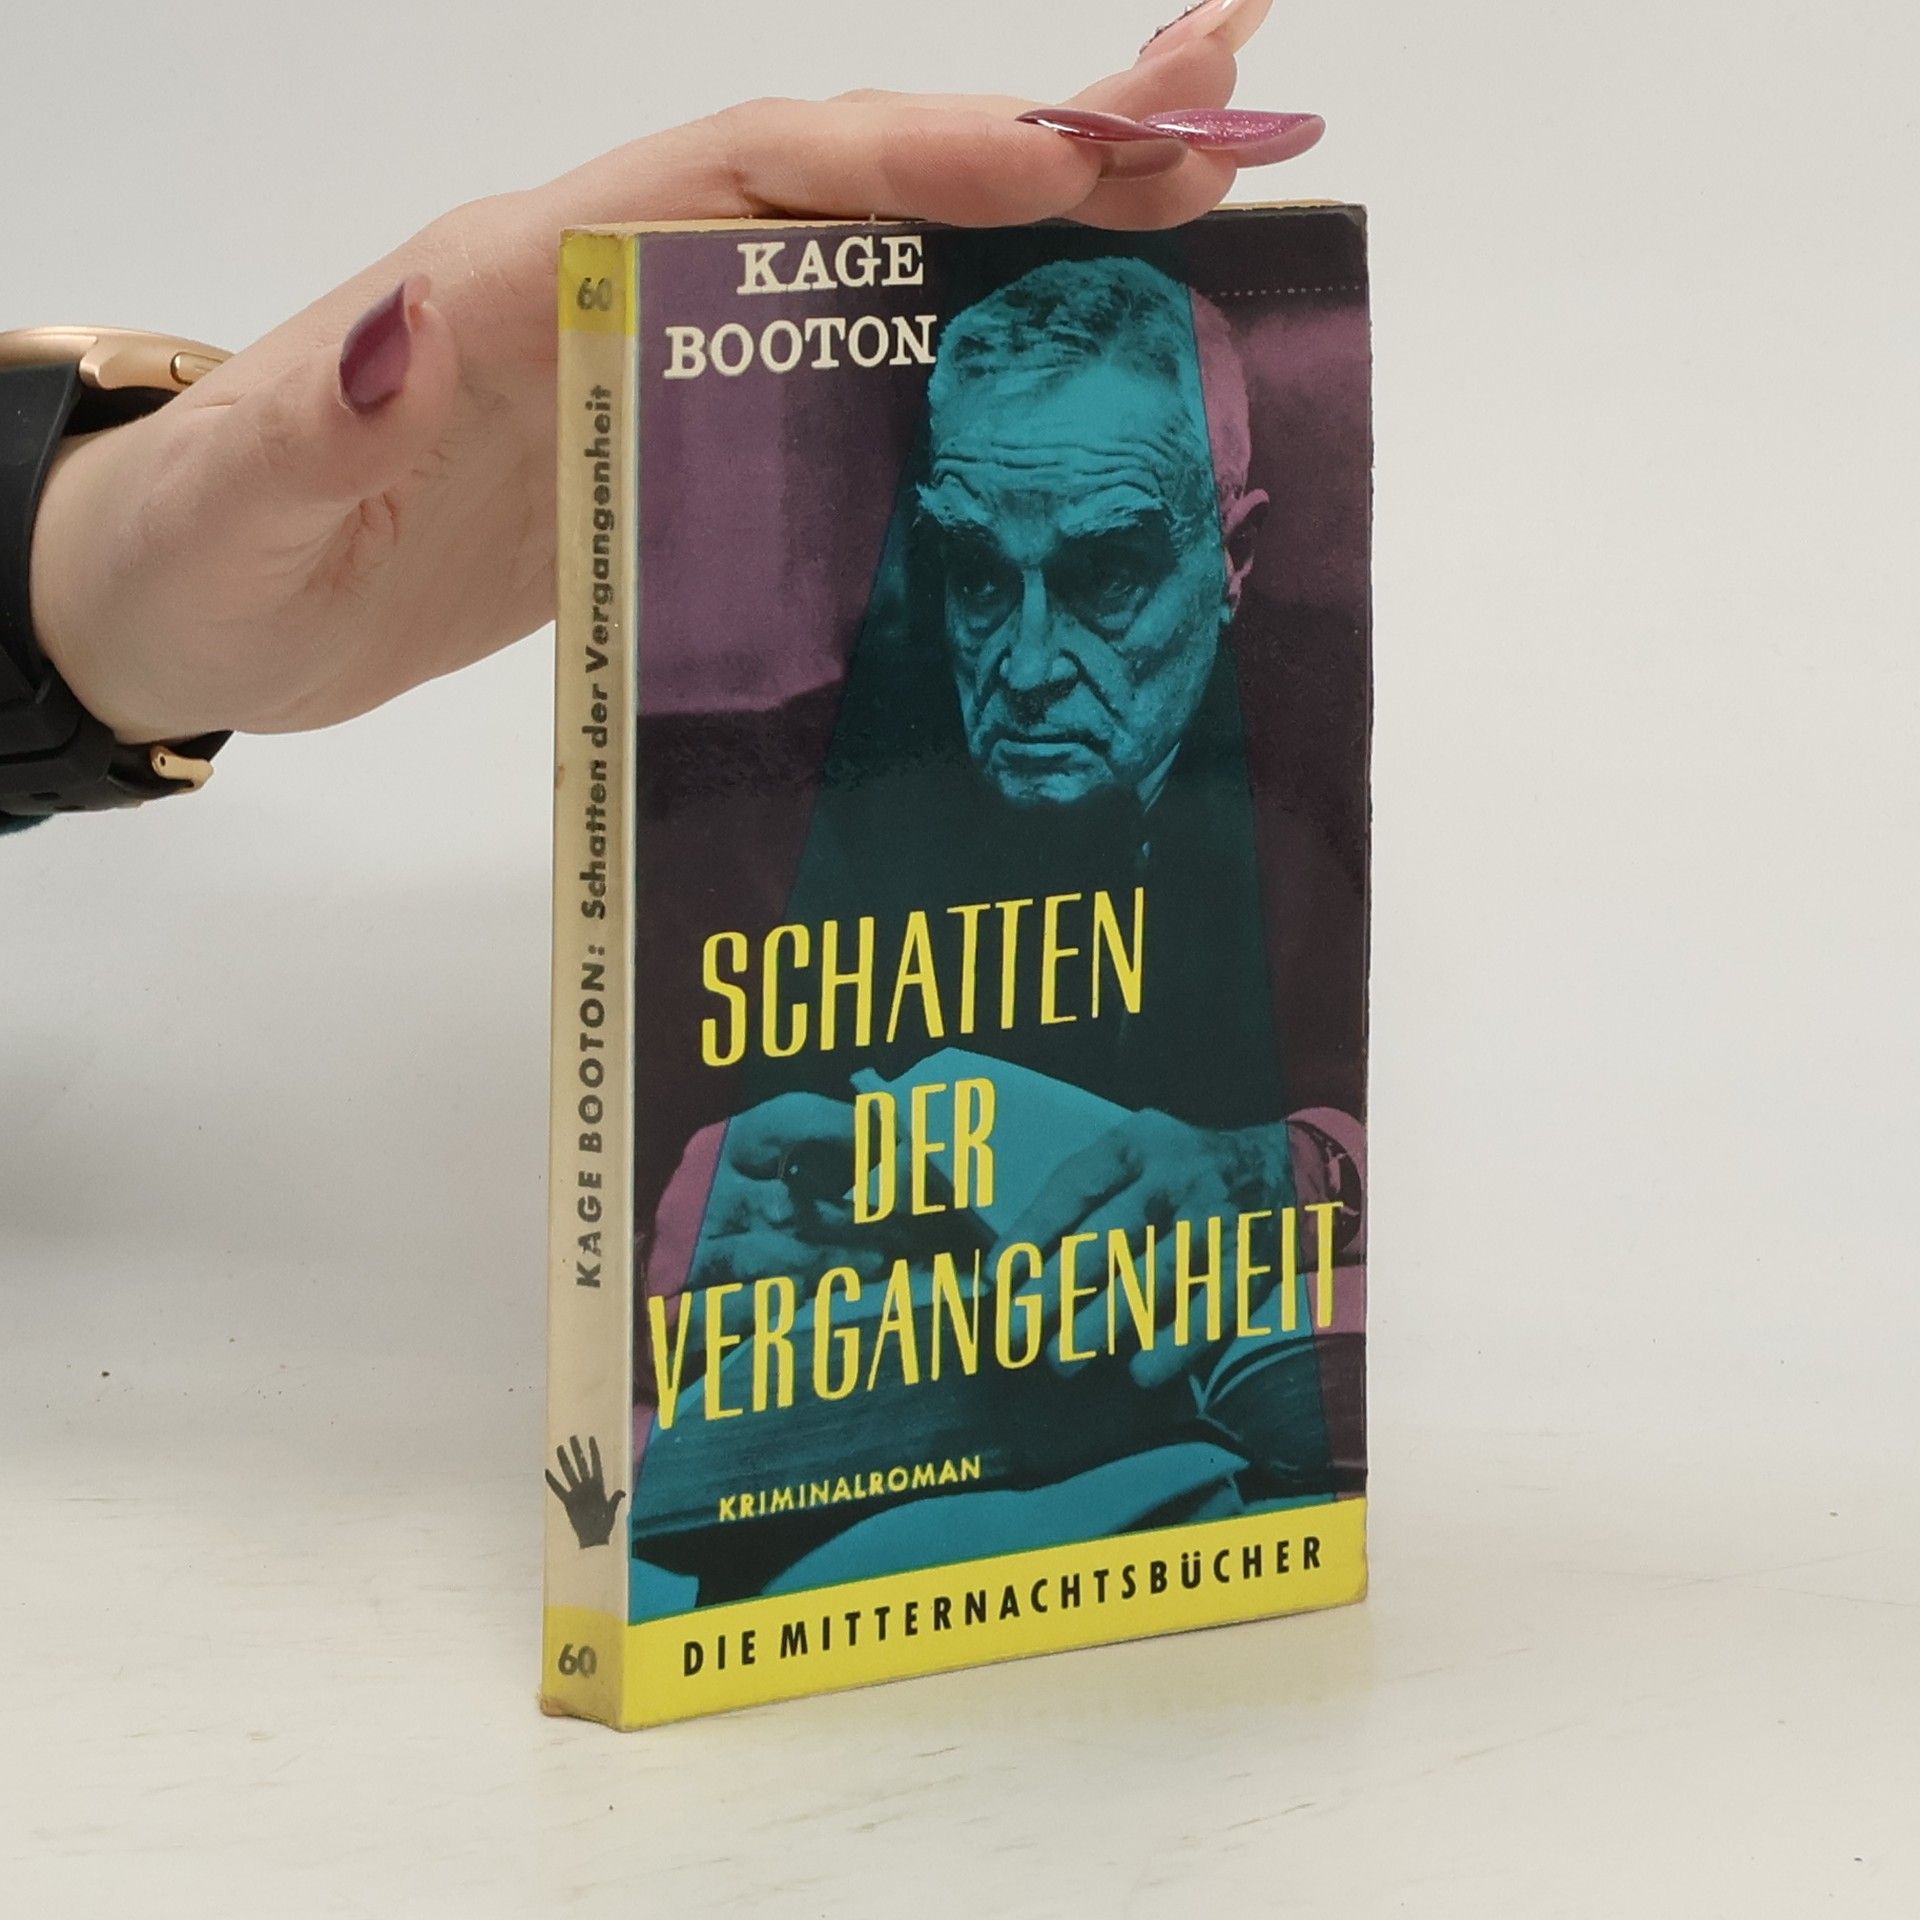 KAGE
BOOTON
SCHATTEN
DER
VERGANGENHEIT
KRIMINALROMAN
DIE MITTERNACHTSBÜCHER
60
KAGE BOOTON: Schatten der Vergangenheit
60